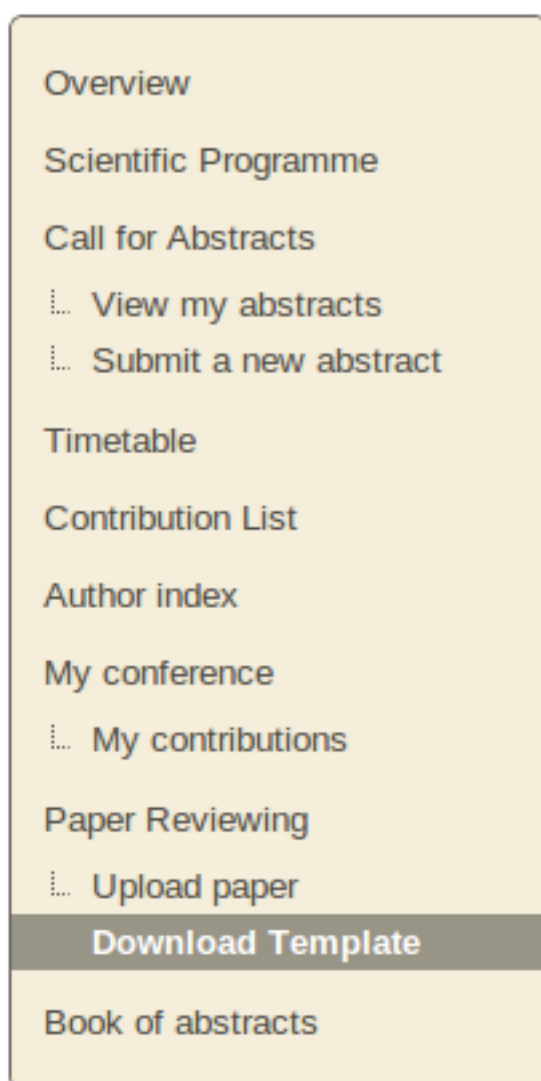 Overview
Scientific Programme
Call for Abstracts
View my abstracts
Submit a new abstract
Timetable
Contribution List
Author index
My conference
My contributions
Paper Reviewing
Upload paper
Download Template
Book of abstracts